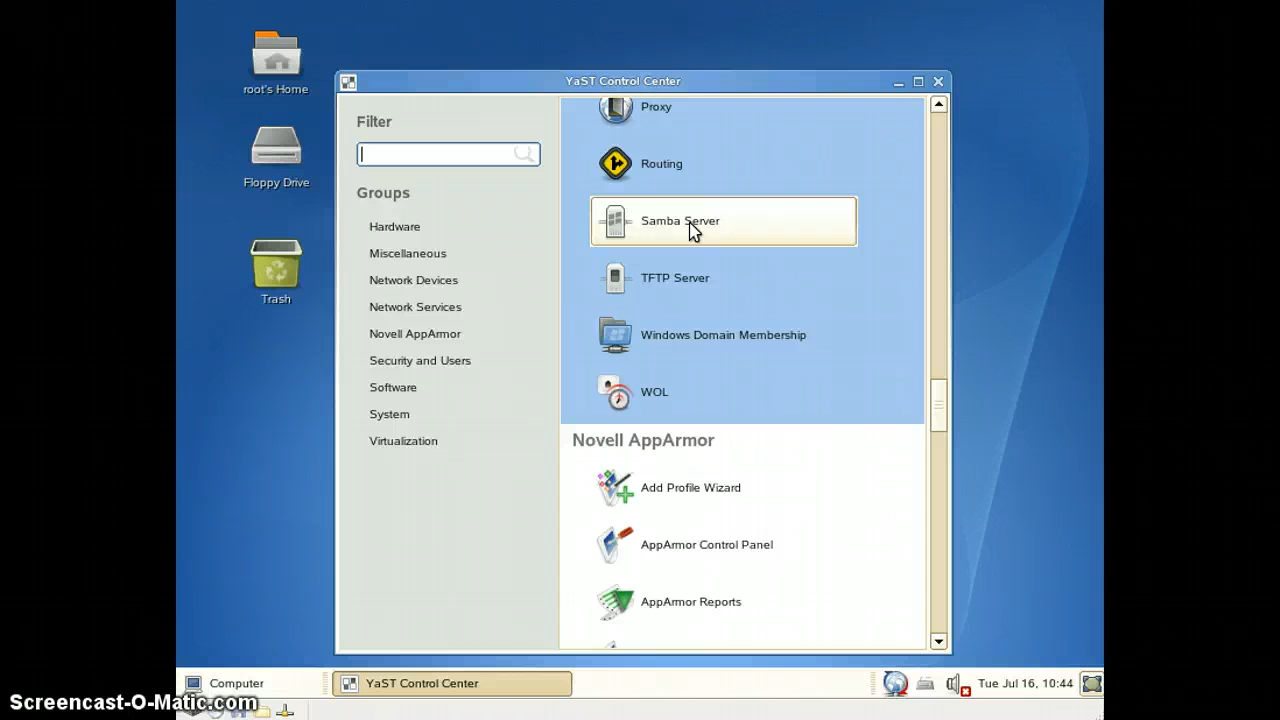 root's Home
Floppy Drive
Trash
YaST Control Center
Filter
Groups
Hardware
Miscellaneous
Network Devices
Network Services
Novell AppArmor
Security and Users
Software
System
Virtualization
Proxy
Routing
Samba Server
TFTP Server
Windows Domain Membership
WOL
Novell AppArmor
Add Profile Wizard
AppArmor Control Panel
AppArmor Reports
Computer
YaST Control Center
Tue Jul 16, 10:44
Screencast-O-Matic.com